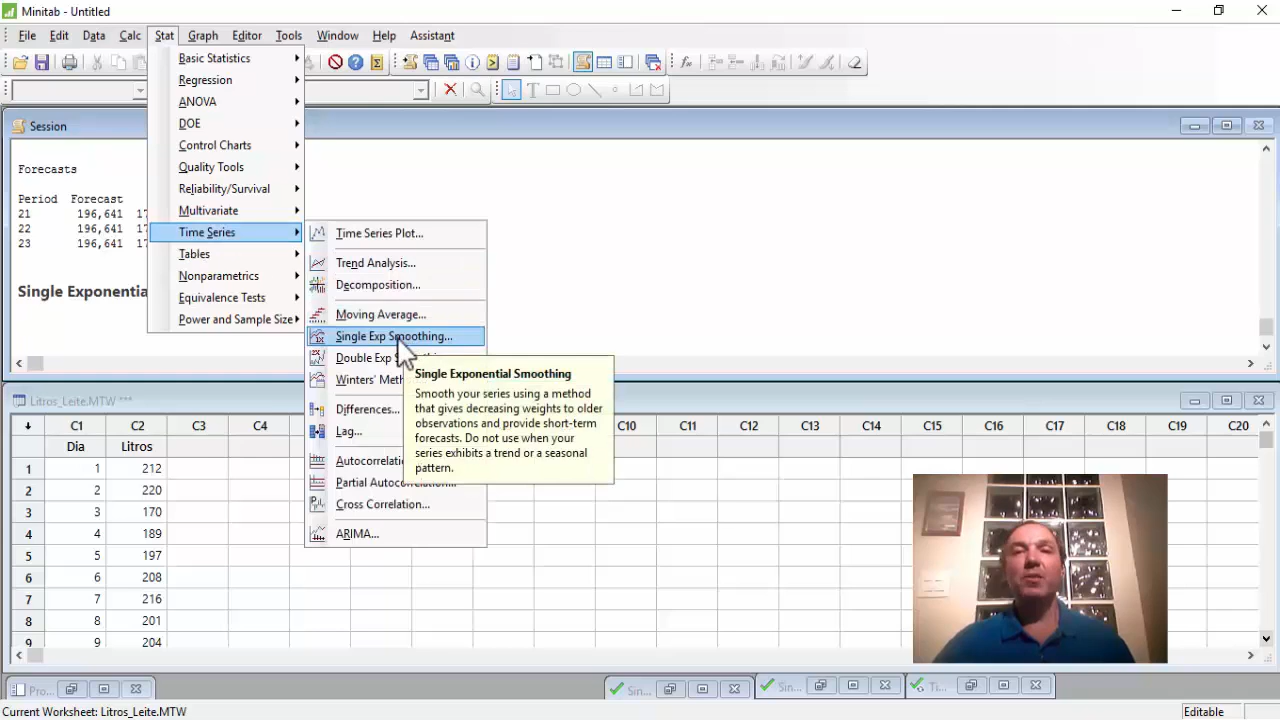 Minitab - Untitled
File Edit Data Calc Stat Graph Editor Tools Window Help Assistant
Basic Statistics
Regression
ANOVA
DOE
Control Charts
Quality Tools
Reliability/Survival
Multivariate
Time Series
Tables
Nonparametrics
Equivalence Tests
Power and Sample Size
Time Series Plot...
Trend Analysis...
Decomposition...
Moving Average...
Single Exp Smoothing...
Double Exp
Winters'
Differences...
Lag...
Partial
Cross Correlation...
ARIMA...
Single Exponential Smoothing
Smooth your series using a method
that gives decreasing weights to older
observations and provide short-term
forecasts. Do not use when your
series exhibits a trend or a seasonal
pattern.
Session
Forecasts
Period Forecast
21 196,641
22 196,641
23 196,641
Single
Litros_Leite.MTW ***
C1 C2 C3 C4 C10 C11 C12 C13 C14 C15 C16 C17 C18 C19 C20
Dia Litros
1 1 212
2 2 220
3 3 170
4 4 189
5 5 197
6 6 208
7 7 216
8 8 201
9 9 204
Pro... Sin... Sin... Ti...
Current Worksheet: Litros_Leite.MTW
Editable